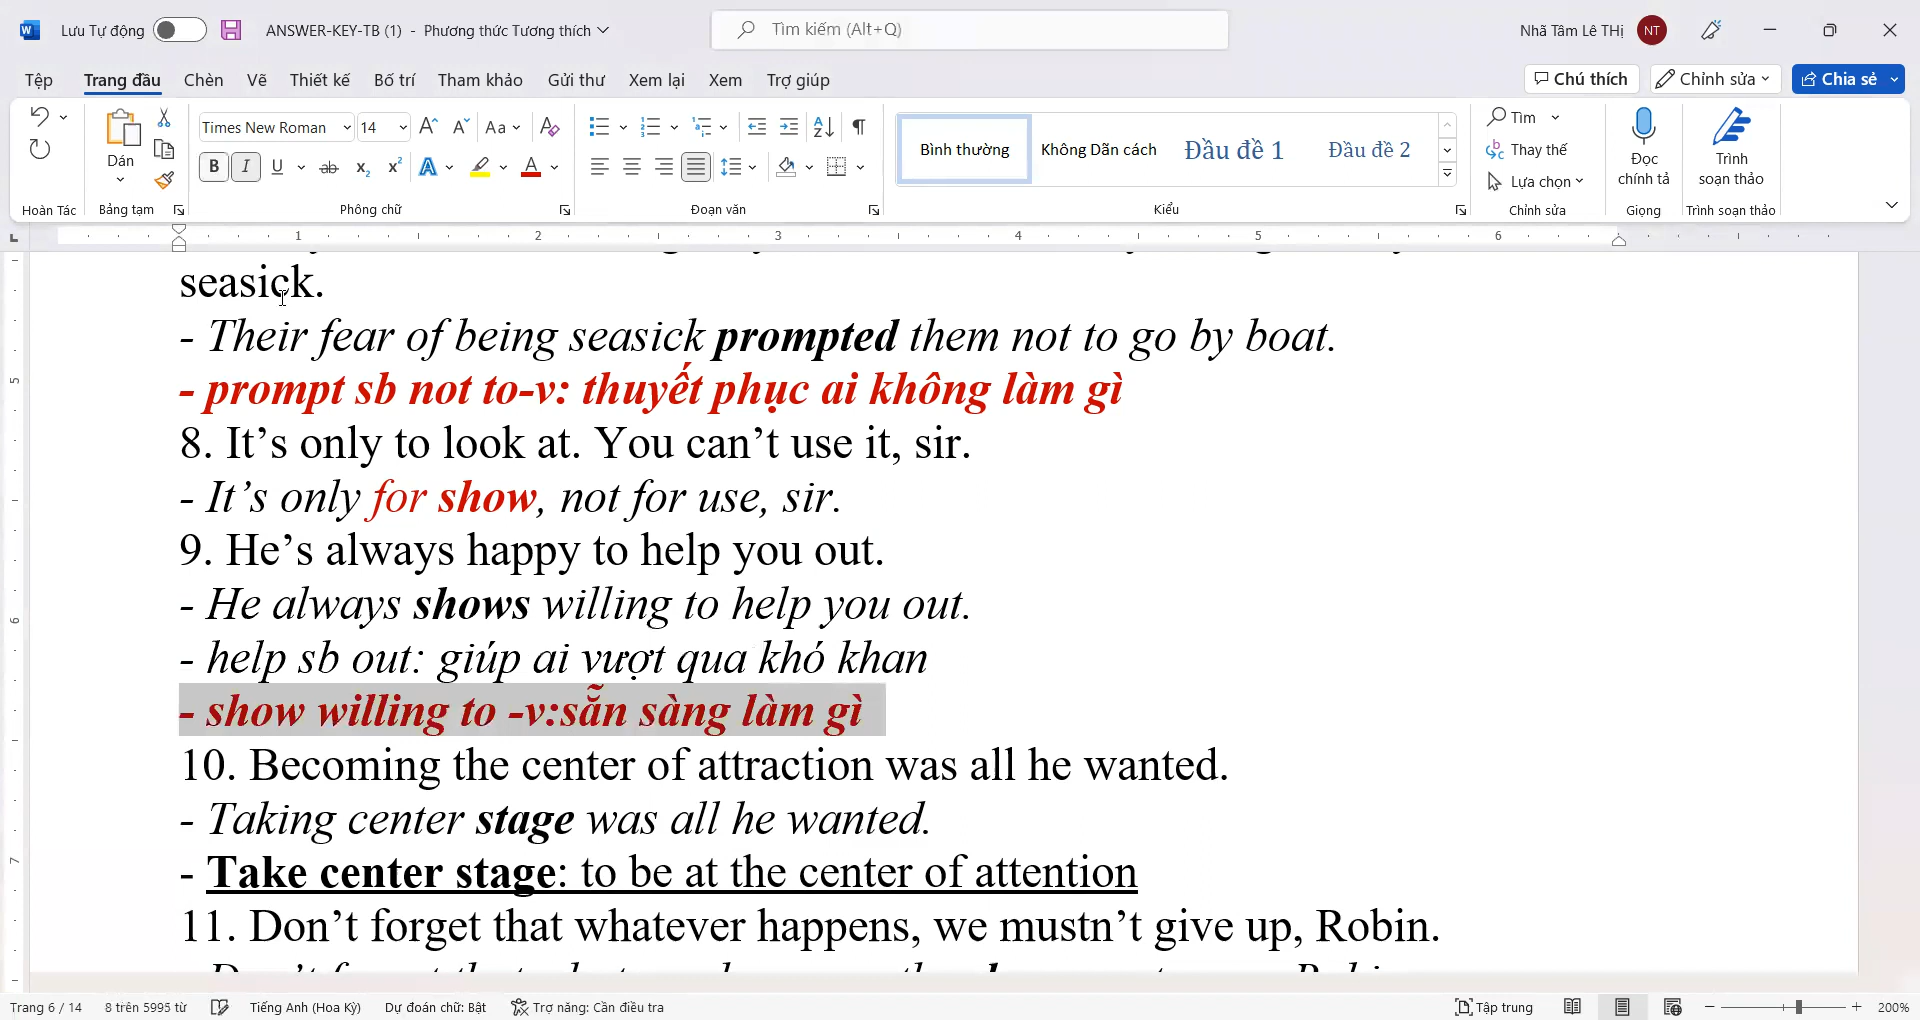 Lưu Tự động
ANSWER-KEY-TB (1) - Phương thức Tương thích
Tìm kiếm (Alt+Q)
Nhã Tâm Lê THị NT
Tệp Trang đầu Chèn Vẽ Thiết kế Bố trí Tham khảo Gửi thư Xem lại Xem Trợ giúp
Chú thích Chỉnh sửa Chia sẻ
Times New Roman 14
Dán
Bình thường Không Dãn cách Đầu đề 1 Đầu đề 2
Tìm
Thay thế
Lựa chọn
Đọc chính tả
Trình soạn thảo
Hoàn Tác Bảng tạm Phông chữ Đoạn văn Kiểu Chỉnh sửa Giọng Trình soạn thảo
1 2 3 4 5 6
seasick.
- Their fear of being seasick prompted them not to go by boat.
- prompt sb not to-v: thuyết phục ai không làm gì
8. It’s only to look at. You can’t use it, sir.
- It’s only for show, not for use, sir.
9. He’s always happy to help you out.
- He always shows willing to help you out.
- help sb out: giúp ai vượt qua khó khan
- show willing to -v:sẵn sàng làm gì
10. Becoming the center of attraction was all he wanted.
- Taking center stage was all he wanted.
- Take center stage: to be at the center of attention
11. Don’t forget that whatever happens, we mustn’t give up, Robin.
Trang 6 / 14 8 trên 5995 từ Tiếng Anh (Hoa Kỳ) Dự đoán chữ: Bật Trợ năng: Cần điều tra Tập trung 200%